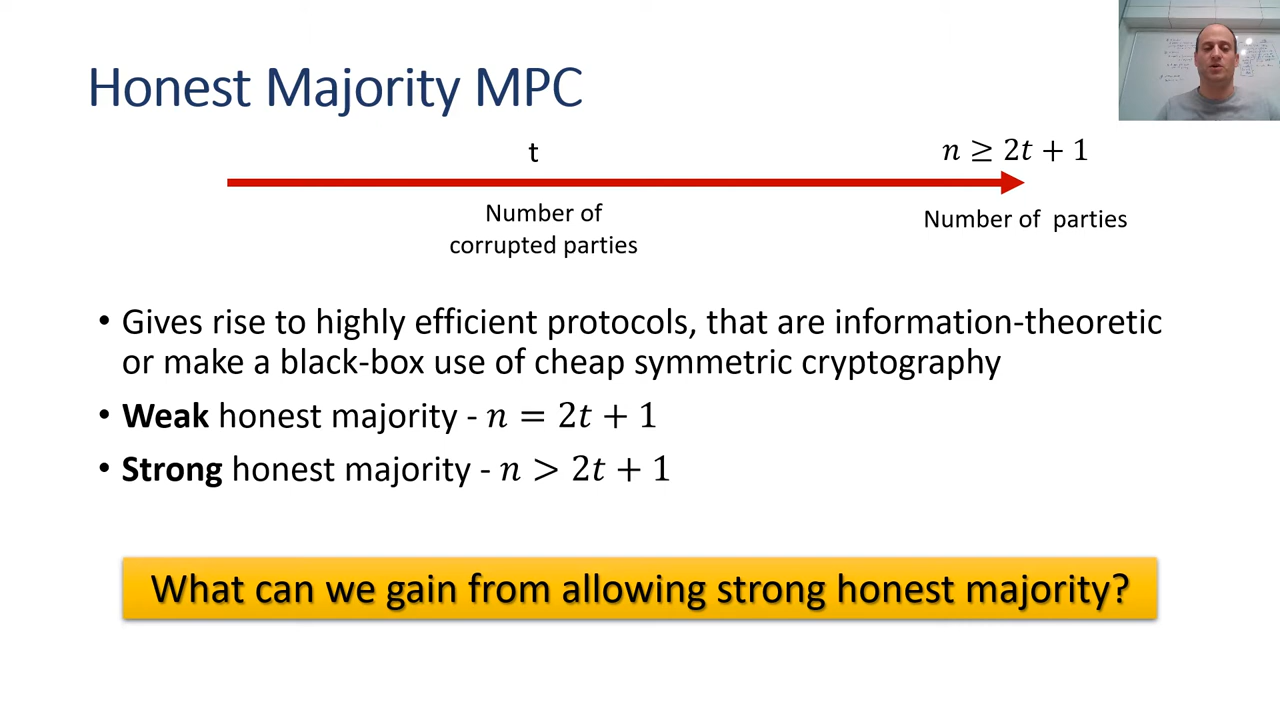 Honest Majority MPC
t
n ≥ 2t + 1
Number of
corrupted parties
Number of parties
• Gives rise to highly efficient protocols, that are information-theoretic
or make a black-box use of cheap symmetric cryptography
• Weak honest majority - n = 2t + 1
• Strong honest majority - n > 2t + 1
What can we gain from allowing strong honest majority?